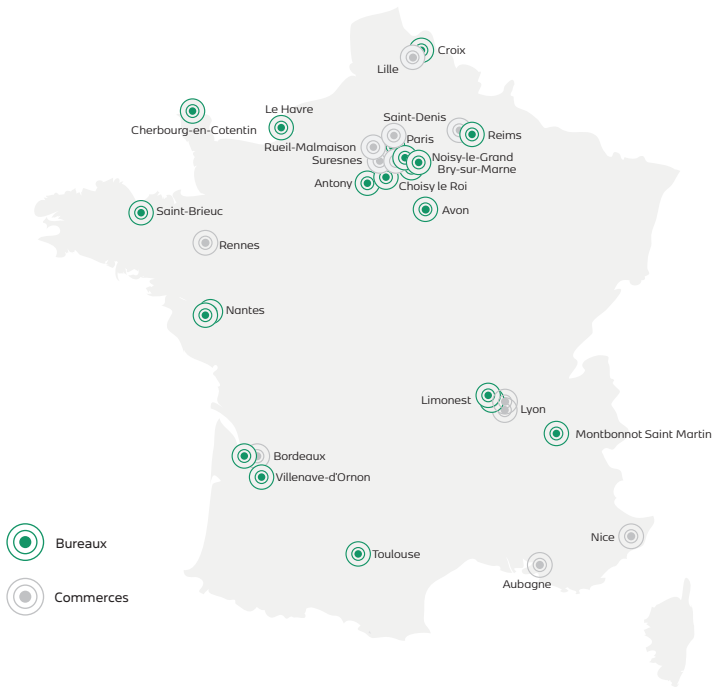 Croix
Lille
Le Havre
Saint-Denis
Cherbourg-en-Cotentin
Reims
Paris
Rueil-Malmaison
Suresnes
Noisy-le-Grand
Bry-sur-Marne
Antony
Choisy le Roi
Saint-Brieuc
Avon
Rennes
Nantes
Limonest
Lyon
Montbonnot Saint Martin
Bordeaux
Villenave-d'Ornon
Nice
Bureaux
Toulouse
Aubagne
Commerces